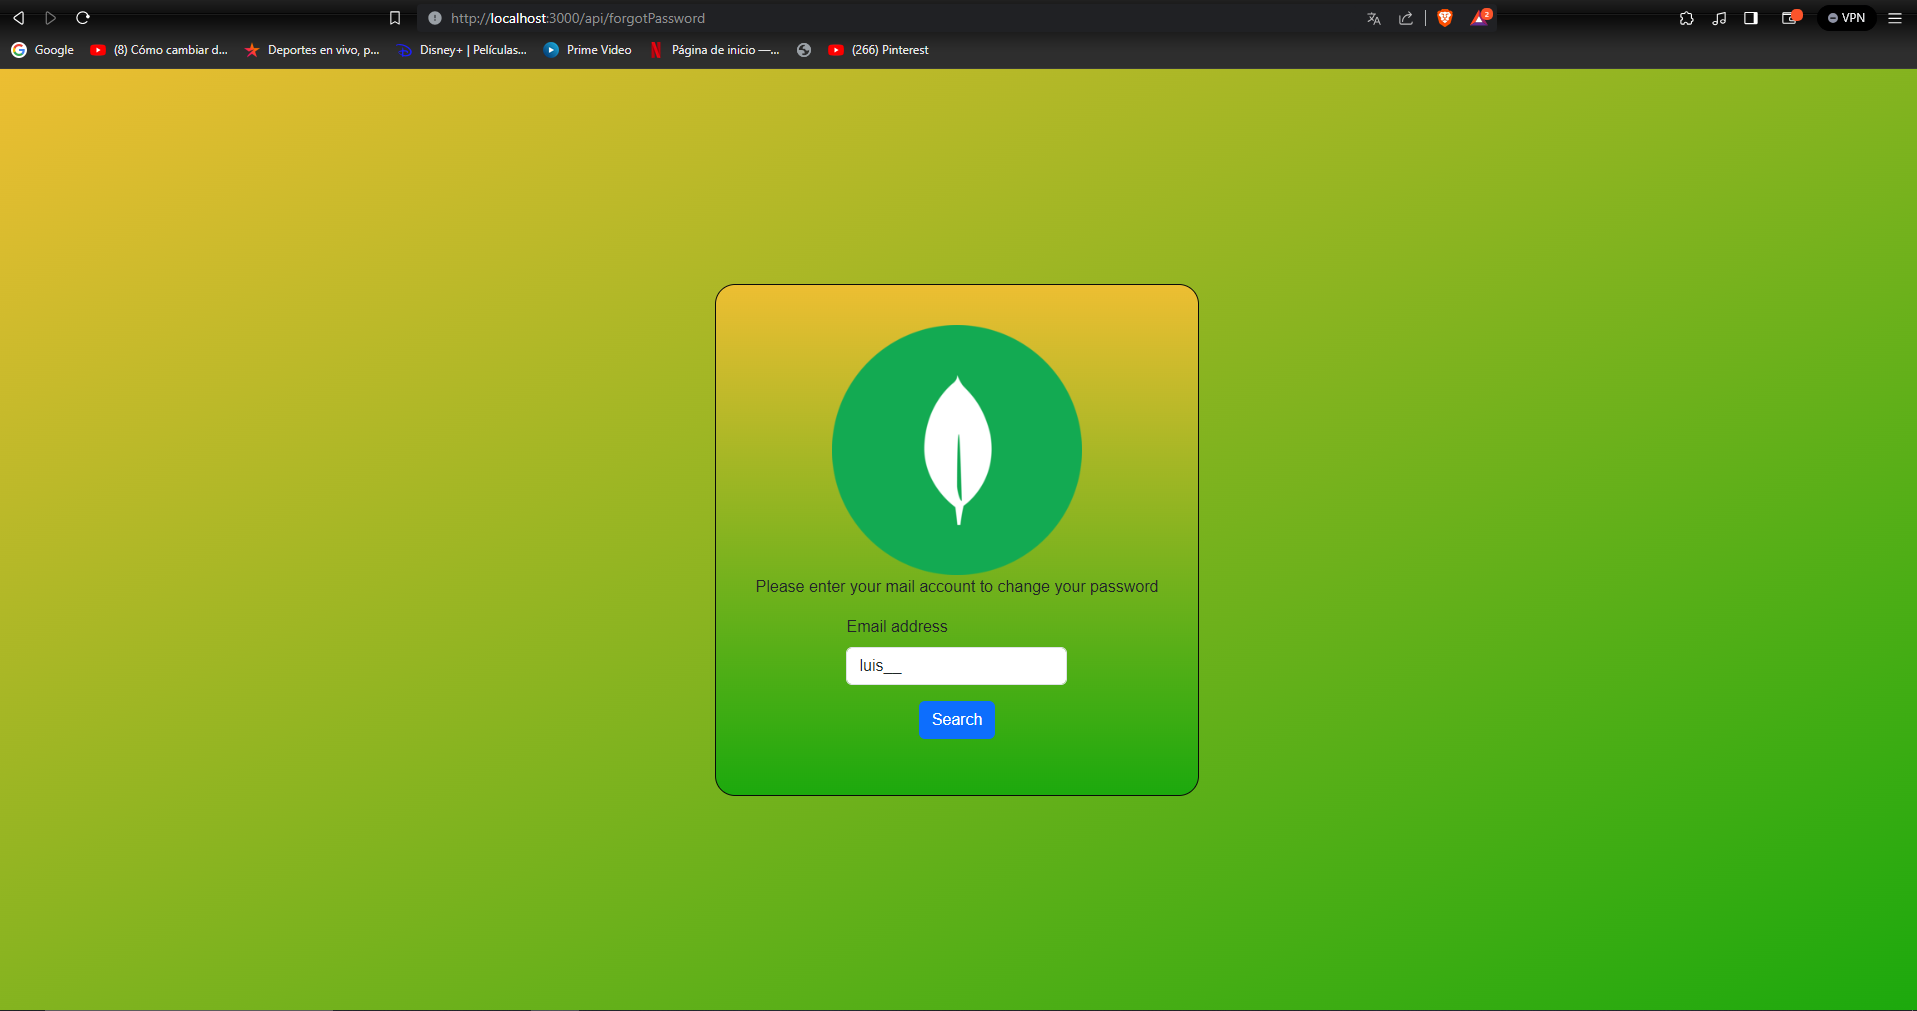 http://localhost:3000/api/forgotPassword
2
VPN
Google
(8) Cómo cambiar d...
Deportes en vivo, p...
Disney+ | Películas...
Prime Video
Página de inicio —...
(266) Pinterest
Please enter your mail account to change your password
Email address
luis__
Search